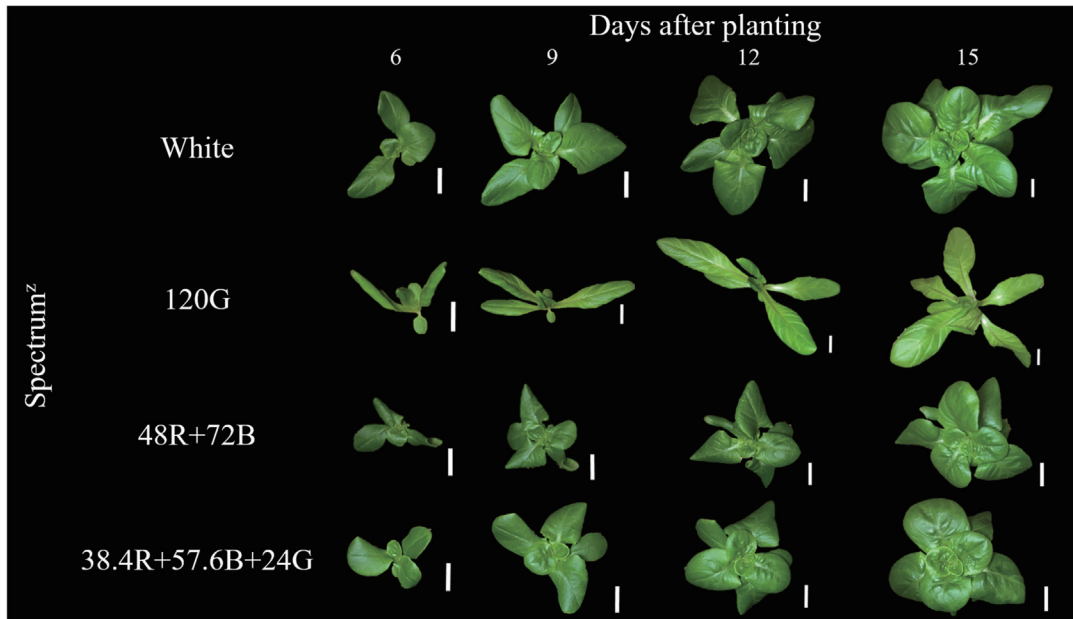 Days after planting
6 9 12 15
White
120G
Spectrumᶻ
48R+72B
38.4R+57.6B+24G